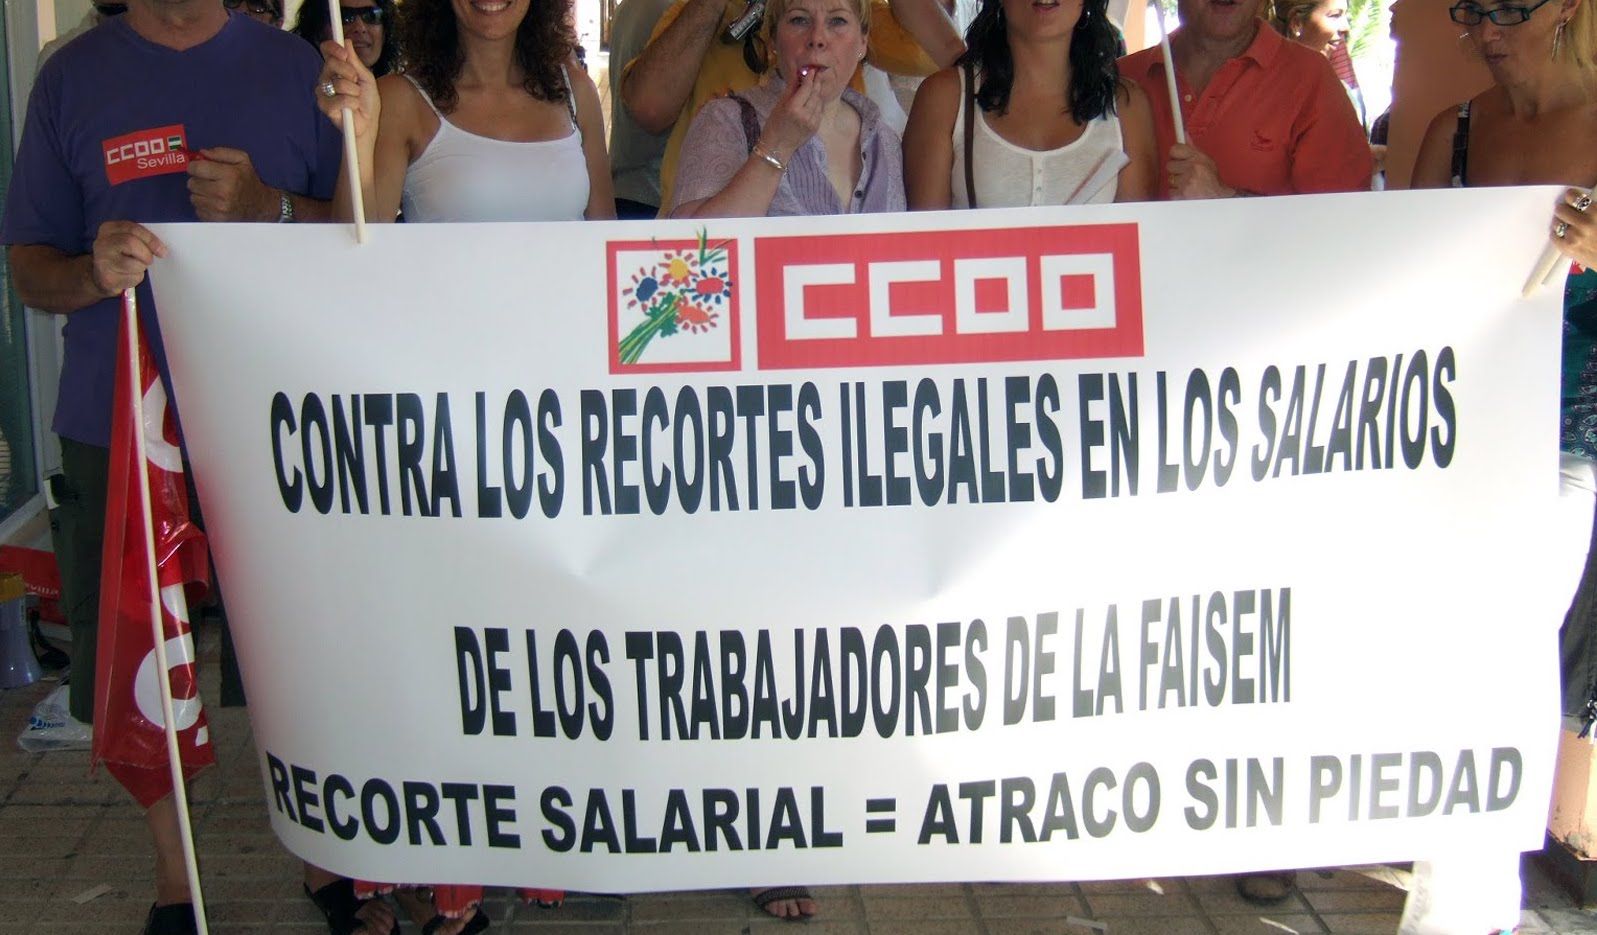 CCOO
Sevilla
CCOO
CONTRA LOS RECORTES ILEGALES EN LOS SALARIOS
DE LOS TRABAJADORES DE LA FAISEM
RECORTE SALARIAL = ATRACO SIN PIEDAD